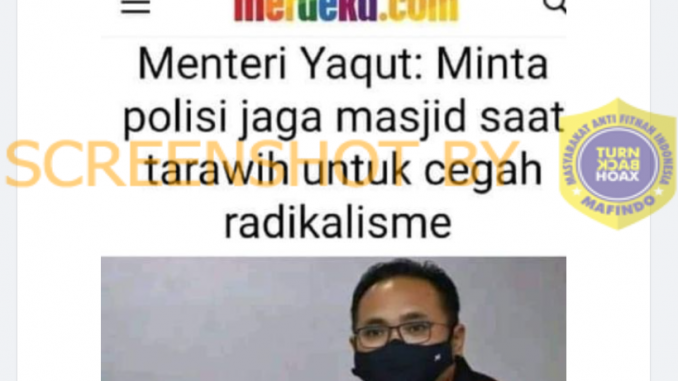 merdeka.com
Menteri Yaqut: Minta
polisi jaga masjid saat
tarawih untuk cegah
radikalisme
SCREENSHOT BY
MASYARAKAT ANTI FITNAH INDONESIA
TURN
BACK
HOAX
MAFINDO